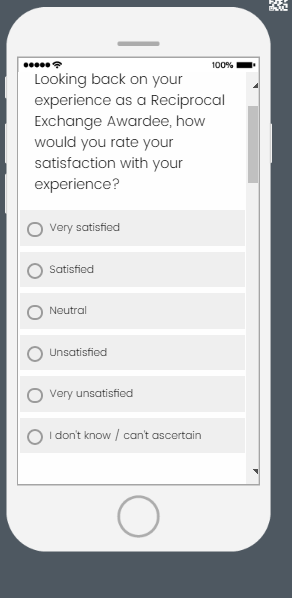 100%
Looking back on your
experience as a Reciprocal
Exchange Awardee, how
would you rate your
satisfaction with your
experience?
Very satisfied
Satisfied
Neutral
Unsatisfied
Very unsatisfied
I don't know / can't ascertain